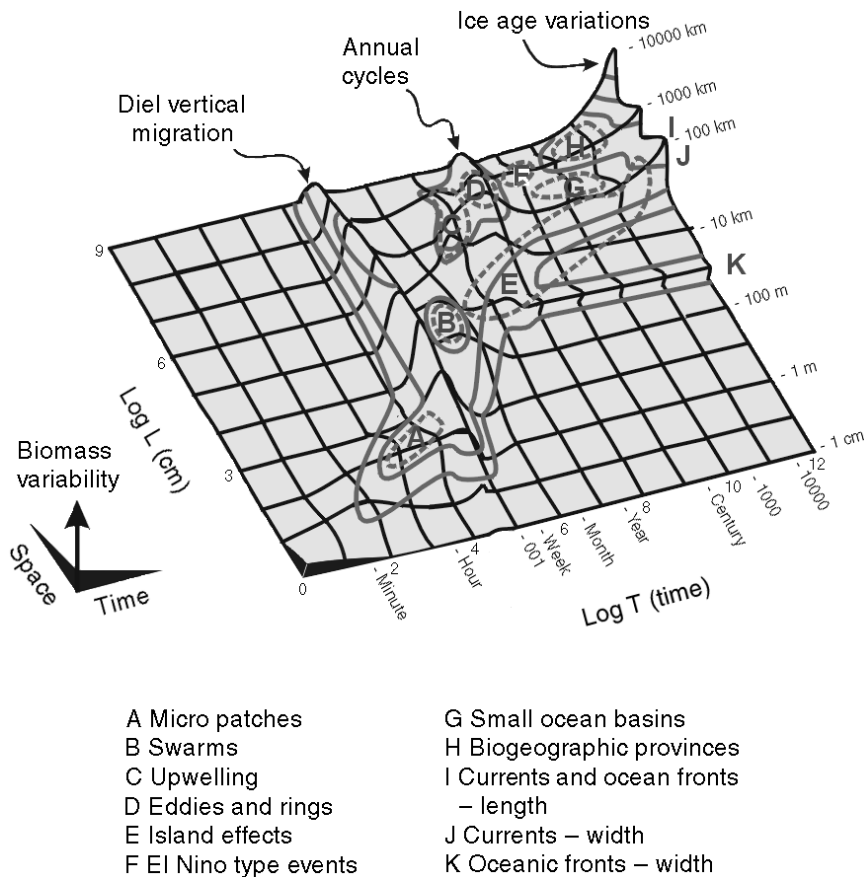 Ice age variations
Annual
cycles
Diel vertical
migration
- 10000 km
- 1000 km
I
- 100 km
J
H
F
D
G
C
- 10 km
9
K
E
- 100 m
B
6
- 1 m
Log L (cm)
A
- 1 cm
Biomass
variability
3
12
- 10000
- 1000
10
- Century
8
- Year
6
- Month
- Week
- 001
4
- Hour
2
- Minute
0
Space
Time
Log T (time)
A Micro patches
B Swarms
C Upwelling
D Eddies and rings
E Island effects
F El Nino type events
G Small ocean basins
H Biogeographic provinces
I Currents and ocean fronts
– length
J Currents – width
K Oceanic fronts – width